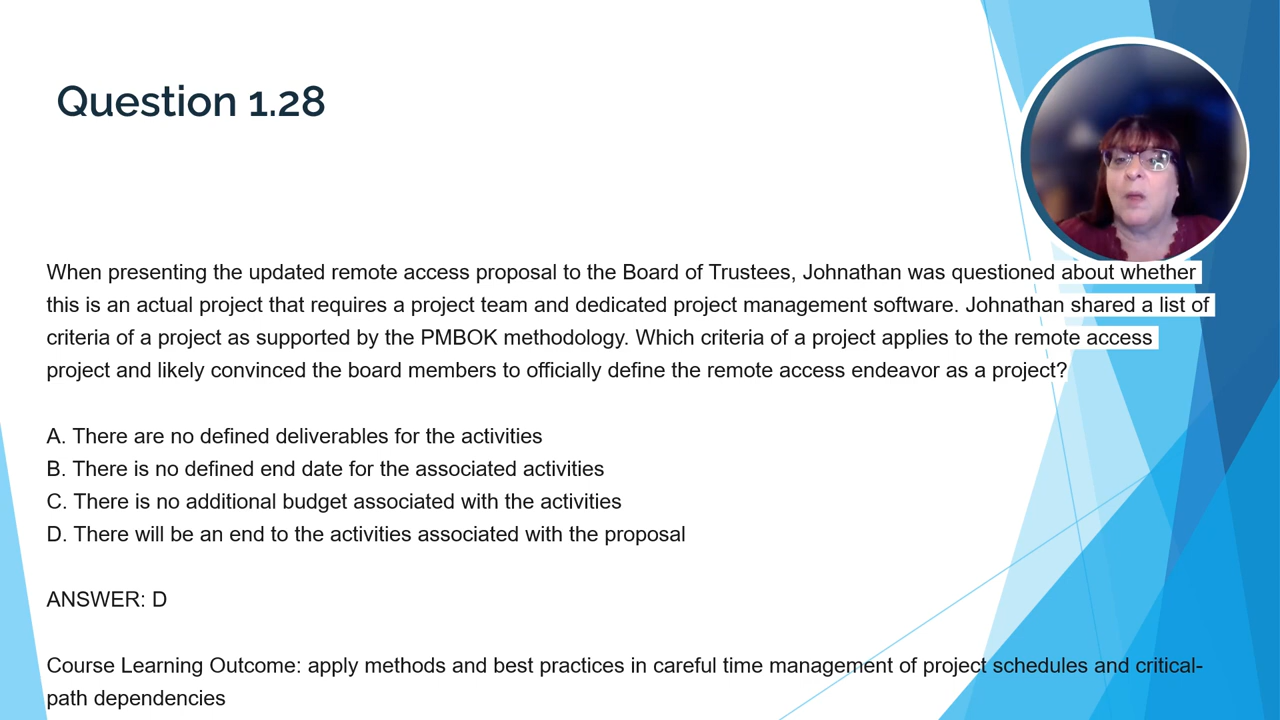 Question 1.28
When presenting the updated remote access proposal to the Board of Trustees, Johnathan was questioned about whether
this is an actual project that requires a project team and dedicated project management software. Johnathan shared a list of
criteria of a project as supported by the PMBOK methodology. Which criteria of a project applies to the remote access
project and likely convinced the board members to officially define the remote access endeavor as a project?
A. There are no defined deliverables for the activities
B. There is no defined end date for the associated activities
C. There is no additional budget associated with the activities
D. There will be an end to the activities associated with the proposal
ANSWER: D
Course Learning Outcome: apply methods and best practices in careful time management of project schedules and critical-
path dependencies